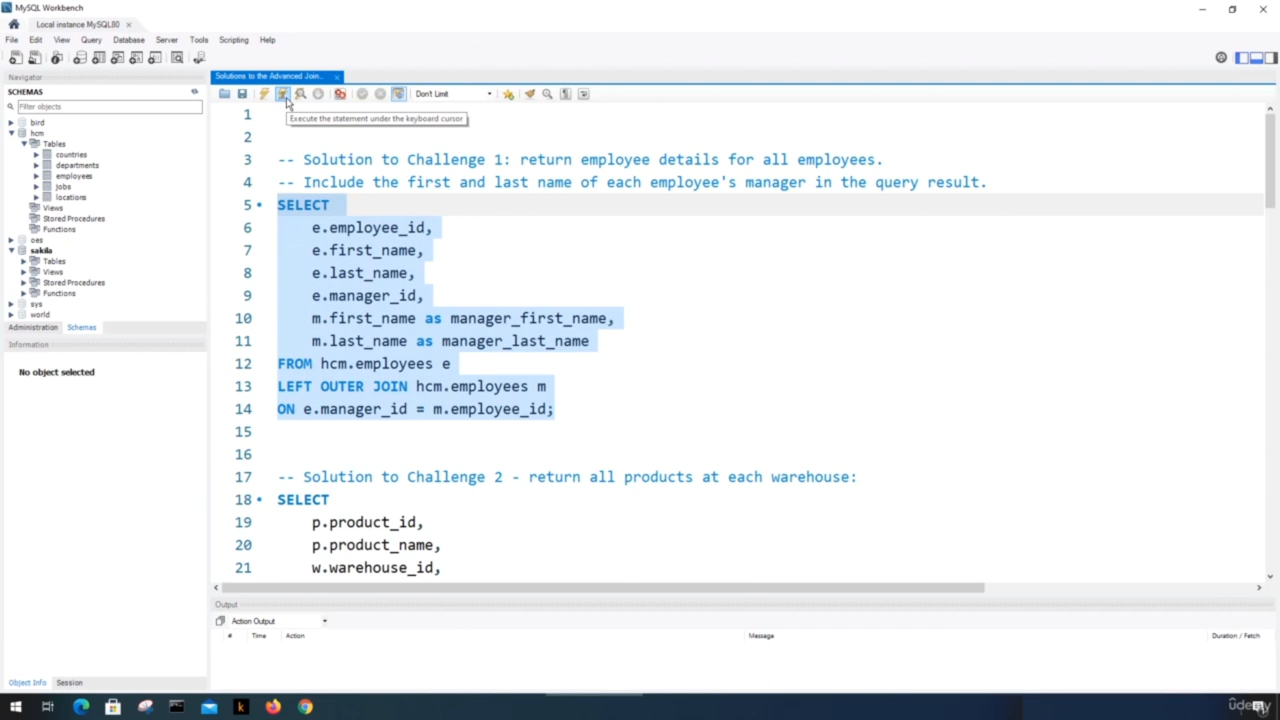 MySQL Workbench
Local instance MySQL80 ×
File Edit View Query Database Server Tools Scripting Help
Navigator
SCHEMAS
Filter objects
bird
hcm
Tables
countries
departments
employees
jobs
locations
Views
Stored Procedures
Functions
oes
sakila
Tables
Views
Stored Procedures
Functions
sys
world
Administration Schemas
Information
No object selected
Object Info Session
Solutions to the Advanced Join... ×
Don't Limit
Execute the statement under the keyboard cursor
1
2
3 -- Solution to Challenge 1: return employee details for all employees.
4 -- Include the first and last name of each employee's manager in the query result.
5 SELECT
6 e.employee_id,
7 e.first_name,
8 e.last_name,
9 e.manager_id,
10 m.first_name as manager_first_name,
11 m.last_name as manager_last_name
12 FROM hcm.employees e
13 LEFT OUTER JOIN hcm.employees m
14 ON e.manager_id = m.employee_id;
15
16
17 -- Solution to Challenge 2 - return all products at each warehouse:
18 SELECT
19 p.product_id,
20 p.product_name,
21 w.warehouse_id,
Output
Action Output
# Time Action Message Duration / Fetch
k
udemy